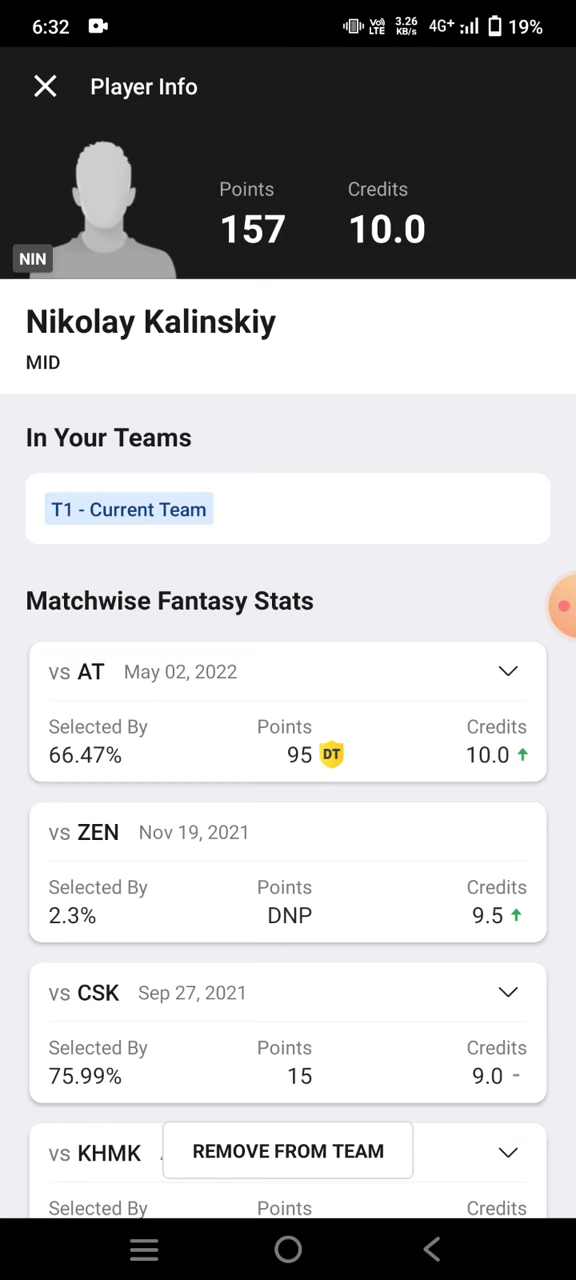 6:32 Vo) LTE 3.26 KB/s 4G+ 19%
Player Info
Points Credits
157 10.0
NIN
Nikolay Kalinskiy
MID
In Your Teams
T1 - Current Team
Matchwise Fantasy Stats
vs AT May 02, 2022
Selected By Points Credits
66.47% 95 DT 10.0
vs ZEN Nov 19, 2021
Selected By Points Credits
2.3% DNP 9.5
vs CSK Sep 27, 2021
Selected By Points Credits
75.99% 15 9.0 -
vs KHMK
REMOVE FROM TEAM
Selected By Points Credits